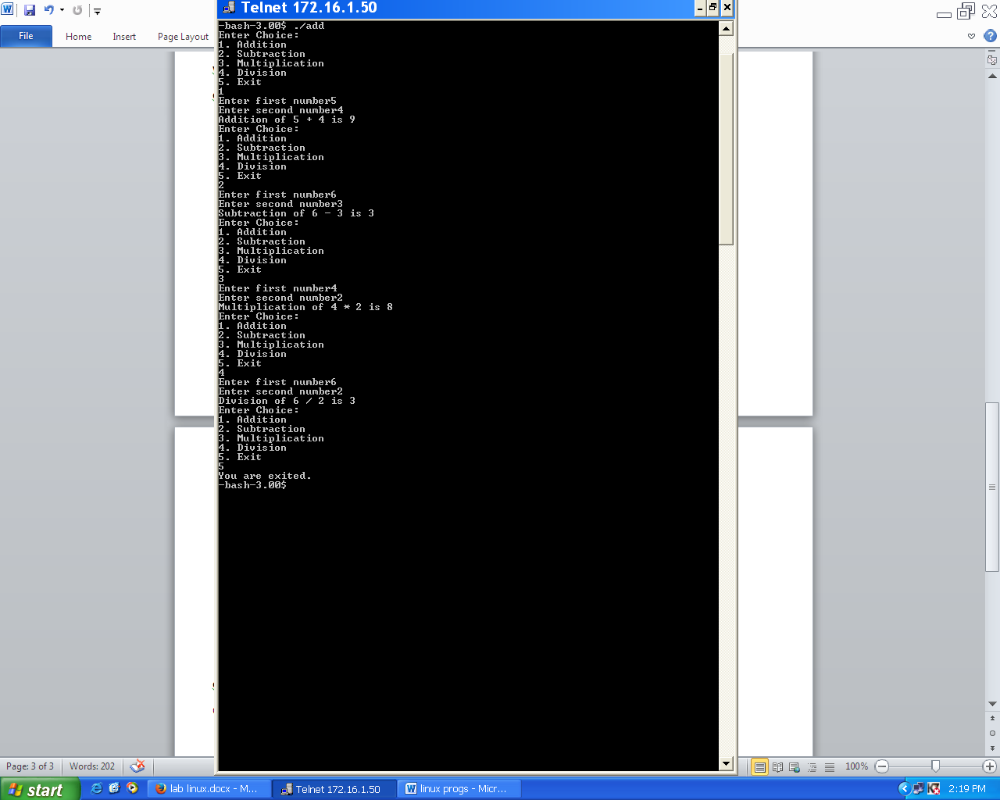 Telnet 172.16.1.50
File
Home
Insert
Page Layout
-bash-3.00$ ./add
Enter Choice:
1. Addition
2. Subtraction
3. Multiplication
4. Division
5. Exit
1
Enter first number5
Enter second number4
Addition of 5 + 4 is 9
Enter Choice:
1. Addition
2. Subtraction
3. Multiplication
4. Division
5. Exit
2
Enter first number6
Enter second number3
Subtraction of 6 - 3 is 3
Enter Choice:
1. Addition
2. Subtraction
3. Multiplication
4. Division
5. Exit
3
Enter first number4
Enter second number2
Multiplication of 4 * 2 is 8
Enter Choice:
1. Addition
2. Subtraction
3. Multiplication
4. Division
5. Exit
4
Enter first number6
Enter second number2
Division of 6 / 2 is 3
Enter Choice:
1. Addition
2. Subtraction
3. Multiplication
4. Division
5. Exit
5
You are exited.
-bash-3.00$
Page: 3 of 3
Words: 202
100%
start
lab linux.docx - M...
Telnet 172.16.1.50
linux progs - Micr...
2:19 PM